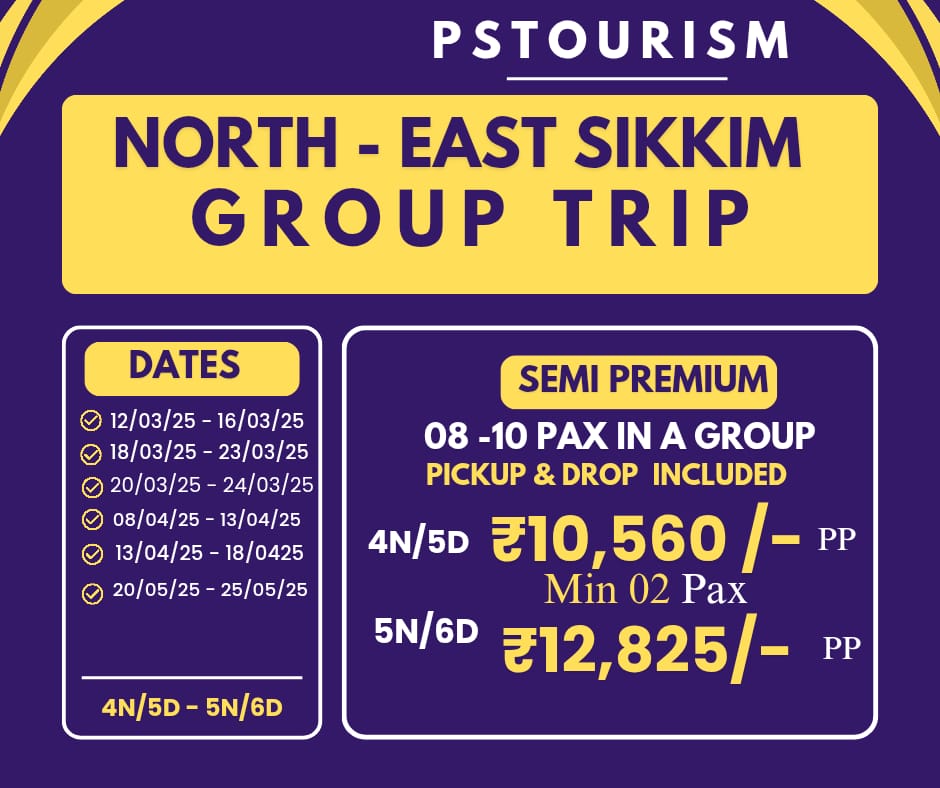 PSTOURISM
NORTH - EAST SIKKIM
GROUP TRIP
DATES
12/03/25 - 16/03/25
18/03/25 - 23/03/25
20/03/25 - 24/03/25
08/04/25 - 13/04/25
13/04/25 - 18/0425
20/05/25 - 25/05/25
4N/5D - 5N/6D
SEMI PREMIUM
08 -10 PAX IN A GROUP
PICKUP & DROP INCLUDED
4N/5D ₹10,560 /- PP
Min 02 Pax
5N/6D ₹12,825/- PP